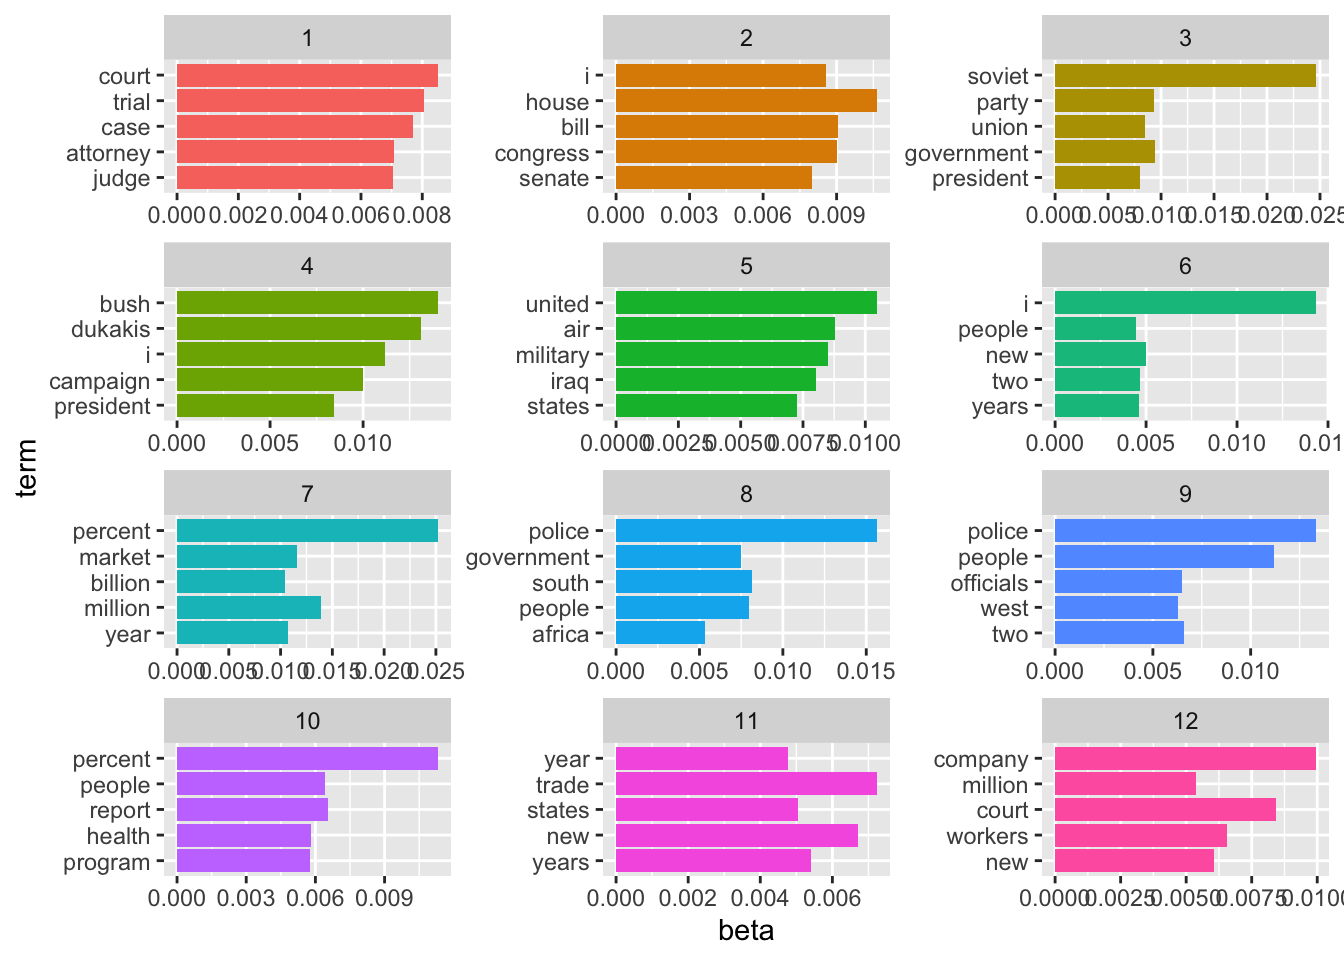 1
court
trial
case
attorney
judge
0.000 0.002 0.004 0.006 0.008
2
i
house
bill
congress
senate
0.000 0.003 0.006 0.009
3
soviet
party
union
government
president
0.000 0.005 0.010 0.015 0.020 0.025
4
bush
dukakis
i
campaign
president
0.000 0.005 0.010
5
united
air
military
iraq
states
0.0000 0.0025 0.0050 0.0075 0.0100
6
i
people
new
two
years
0.000 0.005 0.010 0.01
term
7
percent
market
billion
million
year
0.000 0.005 0.010 0.015 0.020 0.025
8
police
government
south
people
africa
0.000 0.005 0.010 0.015
9
police
people
officials
west
two
0.000 0.005 0.010
10
percent
people
report
health
program
0.000 0.003 0.006 0.009
11
year
trade
states
new
years
0.000 0.002 0.004 0.006
12
company
million
court
workers
new
0.0000 0.0025 0.0050 0.0075 0.0100
beta